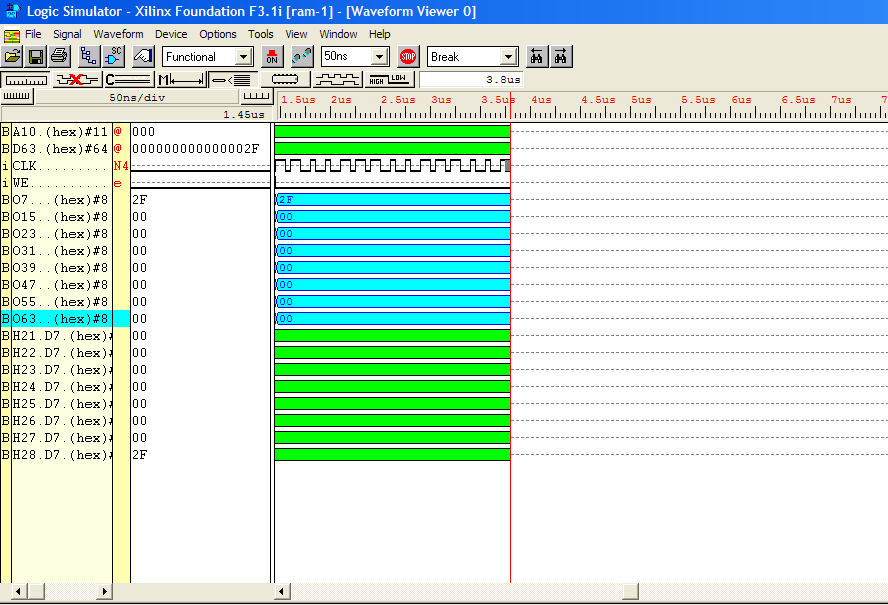 Logic Simulator - Xilinx Foundation F3.1i [ram-1] - [Waveform Viewer 0]
File Signal Waveform Device Options Tools View Window Help
SC Functional ON 50ns STOP Break
C M HIGH LOW 3.8us
50ns/div 1.5us 2us 2.5us 3us 3.5us 4us 4.5us 5us 5.5us 6us 6.5us 7us 7
1.45us
B A10.(hex)#11 @ 000
B D63.(hex)#64 @ 000000000000002F
i CLK......... N4
i WE.......... e
B O7...(hex)#8 2F 2F
B O15..(hex)#8 00 00
B O23..(hex)#8 00 00
B O31..(hex)#8 00 00
B O39..(hex)#8 00 00
B O47..(hex)#8 00 00
B O55..(hex)#8 00 00
B O63..(hex)#8 00 00
B H21.D7.(hex)# 00
B H22.D7.(hex)# 00
B H23.D7.(hex)# 00
B H24.D7.(hex)# 00
B H25.D7.(hex)# 00
B H26.D7.(hex)# 00
B H27.D7.(hex)# 00
B H28.D7.(hex)# 2F